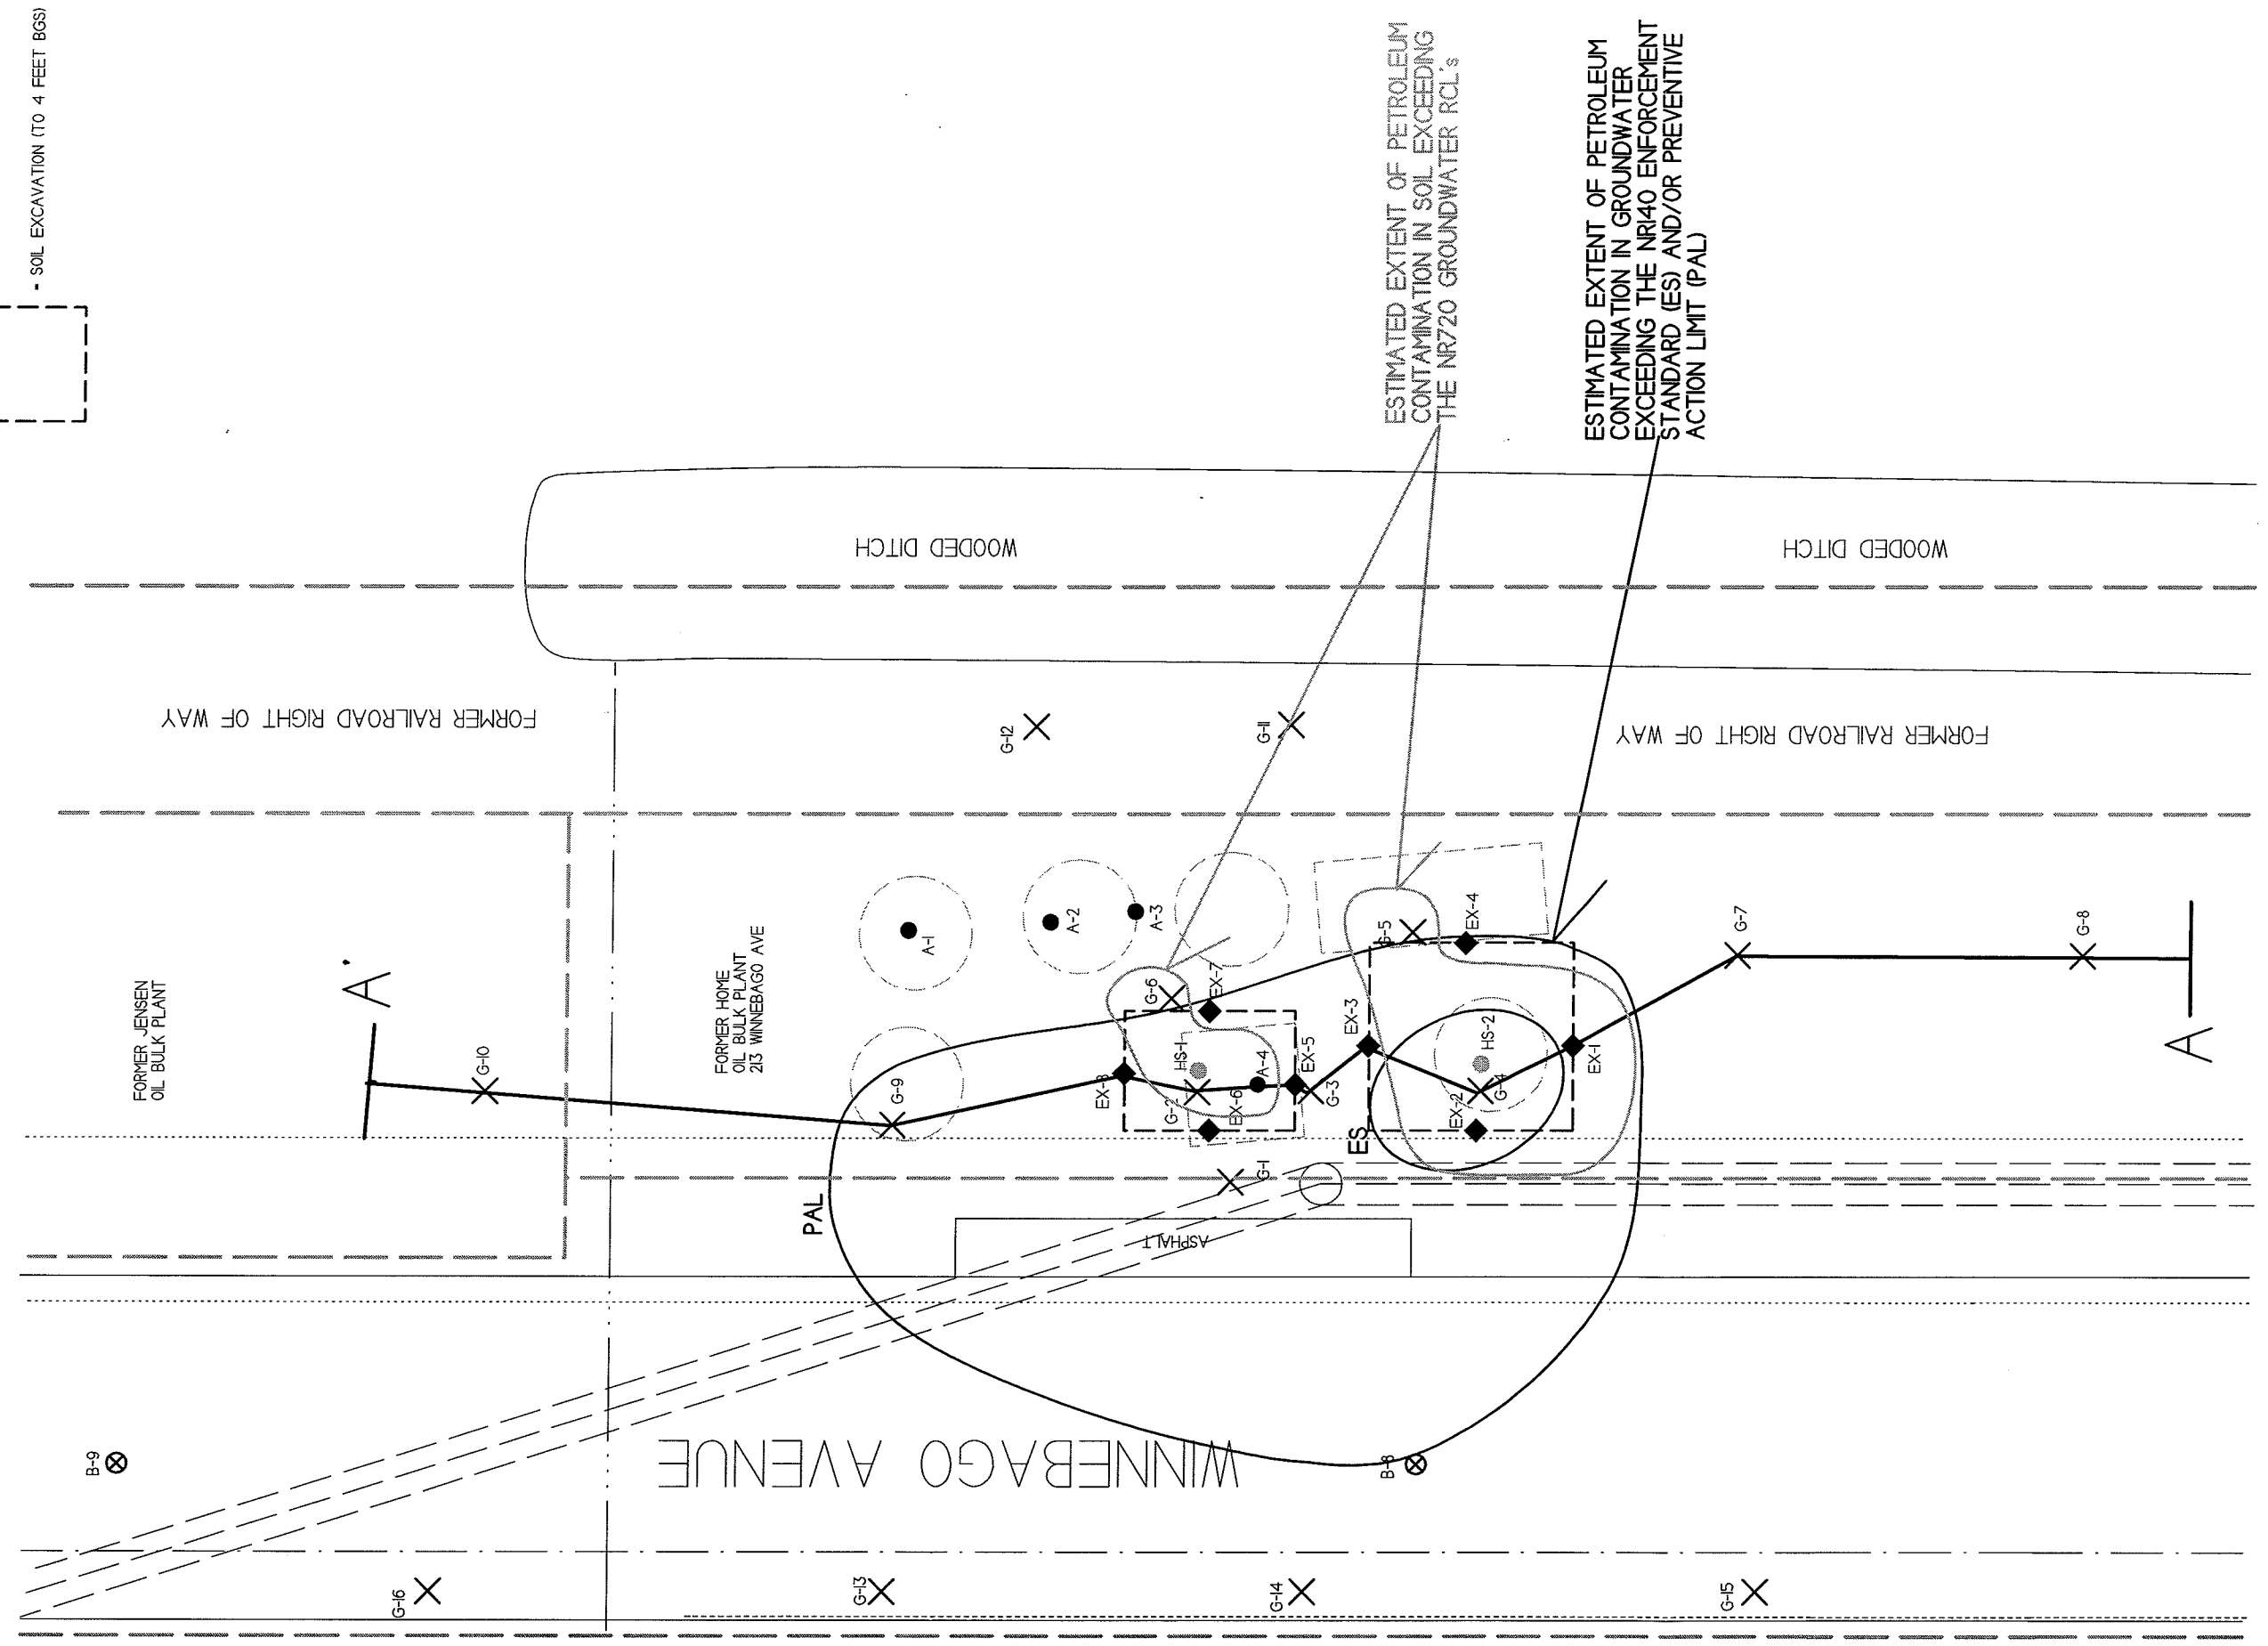 - SOIL EXCAVATION (TO 4 FEET BGS)
ESTIMATED EXTENT OF PETROLEUM
CONTAMINATION IN SOIL EXCEEDING
THE NR720 GROUNDWATER RCL's
ESTIMATED EXTENT OF PETROLEUM
CONTAMINATION IN GROUNDWATER
EXCEEDING THE NR140 ENFORCEMENT
STANDARD (ES) AND/OR PREVENTIVE
ACTION LIMIT (PAL)
WOODED DITCH
WOODED DITCH
FORMER RAILROAD RIGHT OF WAY
FORMER RAILROAD RIGHT OF WAY
G-12
G-11
FORMER JENSEN
OIL BULK PLANT
A'
G-10
FORMER HOME
OIL BULK PLANT
213 WINNEBAGO AVE
A-1
A-2
A-3
G-9
G-6
EX-7
EX-8
HS-1
G-2
EX-6
A-4
EX-5
G-3
G-5
EX-4
EX-3
HS-2
G-4
EX-2
EX-1
G-7
G-8
A
ES
PAL
G-1
ASPHALT
WINNEBAGO AVENUE
B-9
B-8
G-16
G-13
G-14
G-15